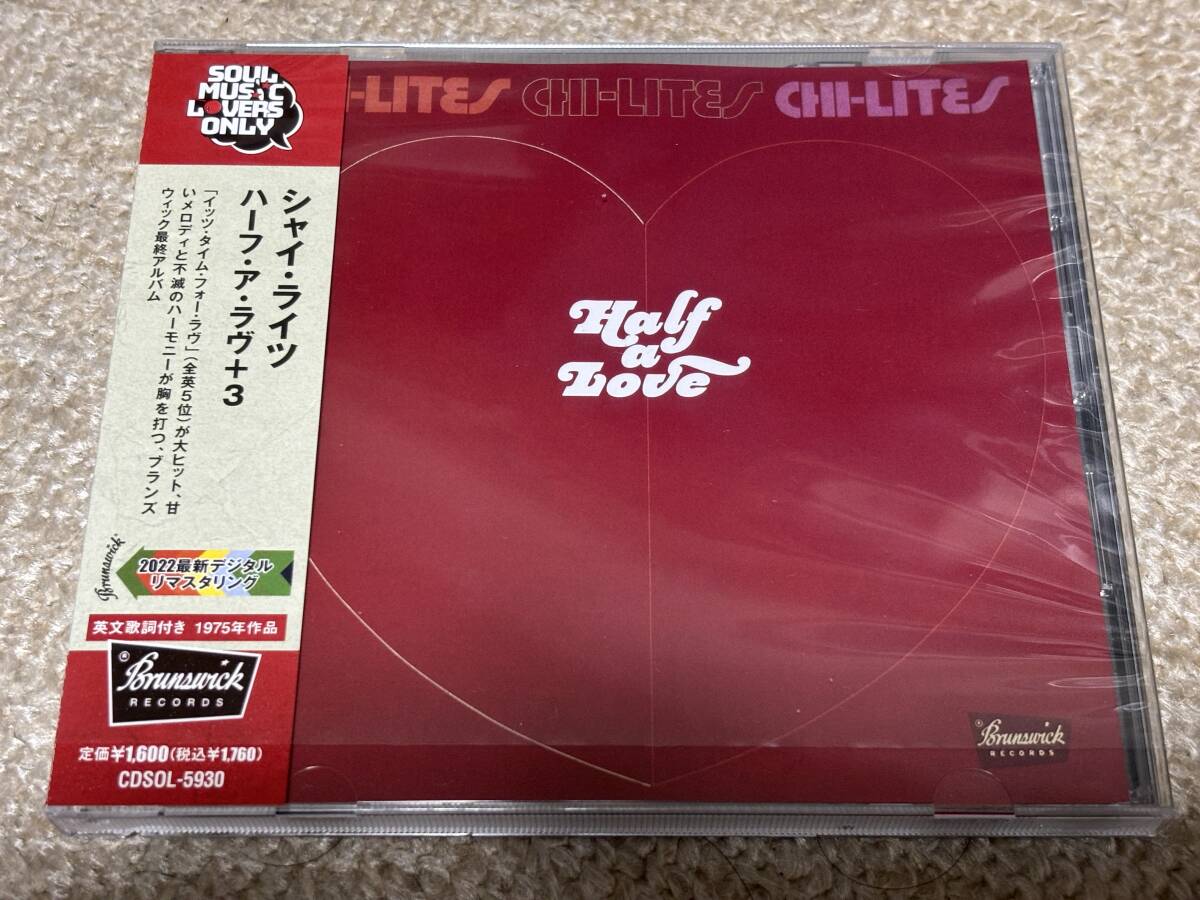 SOUL
MUSIC
LOVERS
ONLY
シャイ・ライツ
ハーフ・ア・ラヴ+3
「イッツ・タイム・フォー・ラヴ」(全英5位)が大ヒット、甘
いメロディと不滅のハーモニーが胸を打つ、ブランズ
ウィック最終アルバム
Brunswick
2022最新デジタル
リマスタリング
英文歌詞付き 1975年作品
Brunswick
RECORDS
定価¥1,600(税込¥1,760)
CDSOL-5930
I-LITES CHI-LITES CHI-LITES
Half
a
Love
Brunswick
RECORDS